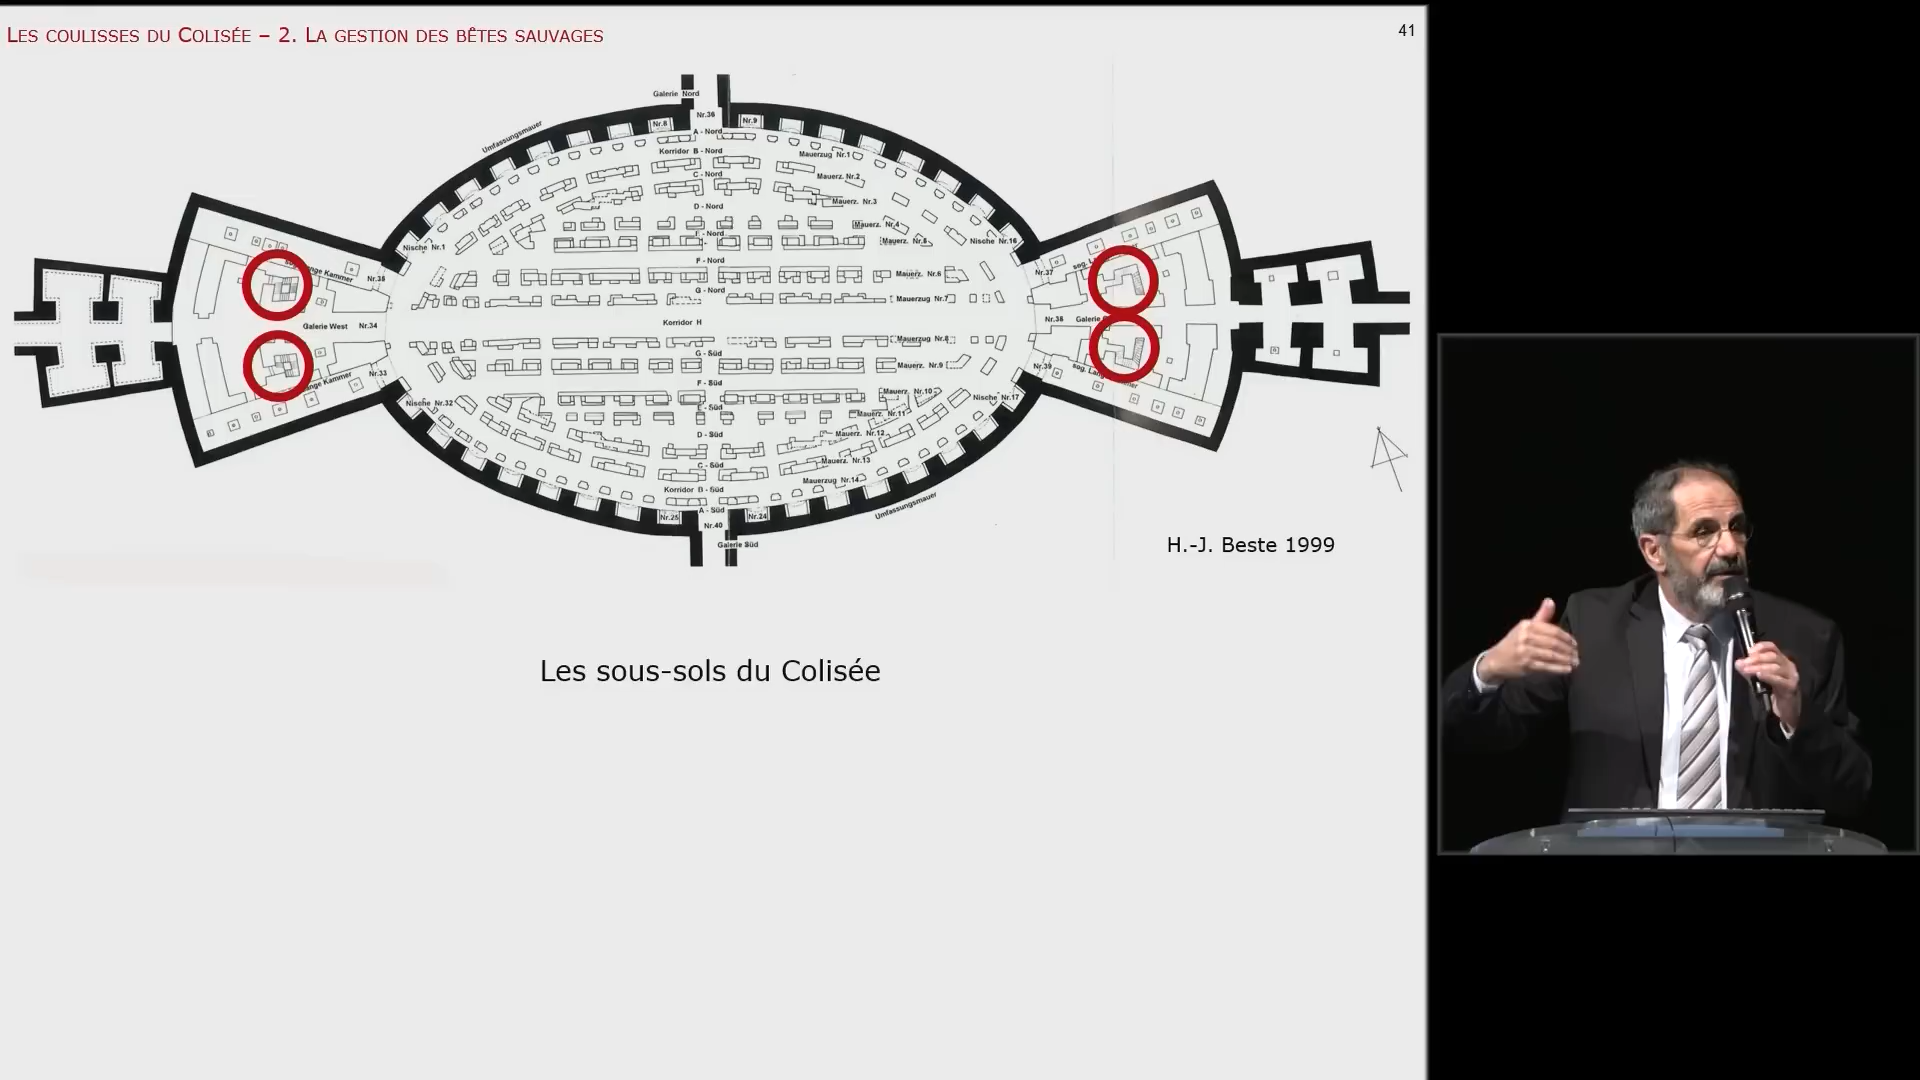 LES COULISSES DU COLISÉE – 2. LA GESTION DES BÊTES SAUVAGES
41
Galerie Nord
Nr.36
Nr.8
Nr.9
Umfassungsmauer
A - Nord
Korridor B - Nord
Mauerzug Nr.1
C - Nord
Mauerz. Nr.2
Mauerz. Nr.3
D - Nord
Mauerz. Nr.4
Nische Nr.1
Mauerz. Nr.5
Nische Nr.16
F - Nord
Mauerz. Nr.6
Nr.35
Nr.37
G - Nord
Mauerzug Nr.7
Korridor H
Galerie West Nr.34
Galerie
Mauerzug Nr.8
G - Süd
Mauerz. Nr.9
Nr.33
Nr.39
F - Süd
Mauerz. Nr.10
E - Süd
Nische Nr.32
Nische Nr.17
Mauerz. Nr.11
D - Süd
Mauerz. Nr.12
C - Süd
Mauerz. Nr.13
Mauerzug Nr.14
Korridor B - Süd
A - Süd
Nr.25
Nr.24
Nr.40
Umfassungsmauer
Galerie Süd
H.-J. Beste 1999
Les sous-sols du Colisée